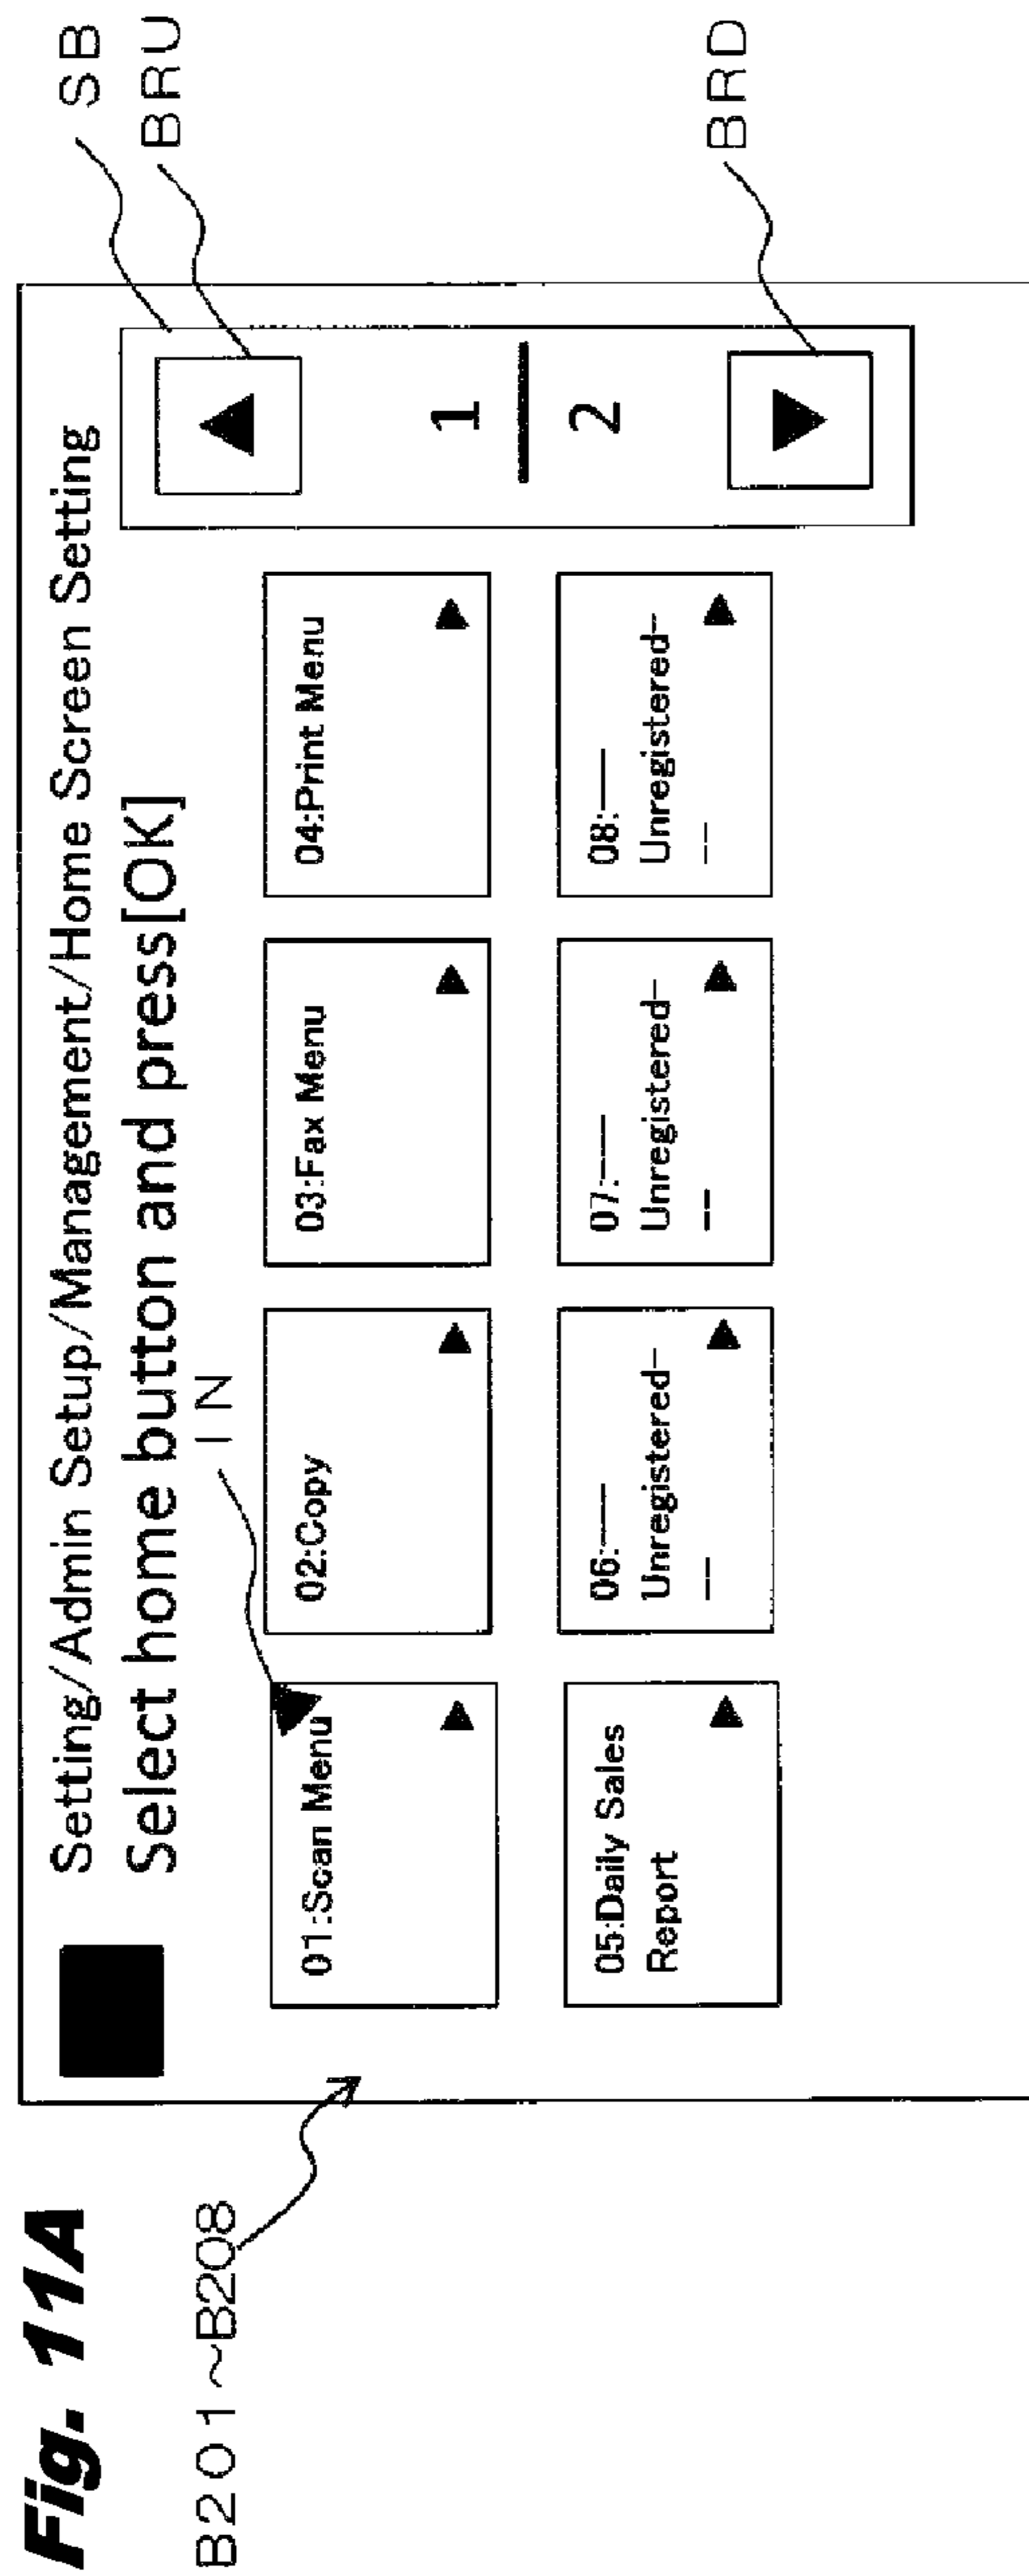 Fig. 11A
B201~B208
Setting/Admin Setup/Management/Home Screen Setting
Select home button and press[OK]
IN
01:Scan Menu
02:Copy
03:Fax Menu
04:Print Menu
05:Daily Sales
Report
06:——
Unregistered–
––
07:——
Unregistered–
––
08:——
Unregistered–
––
1
2
SB
BRU
BRD